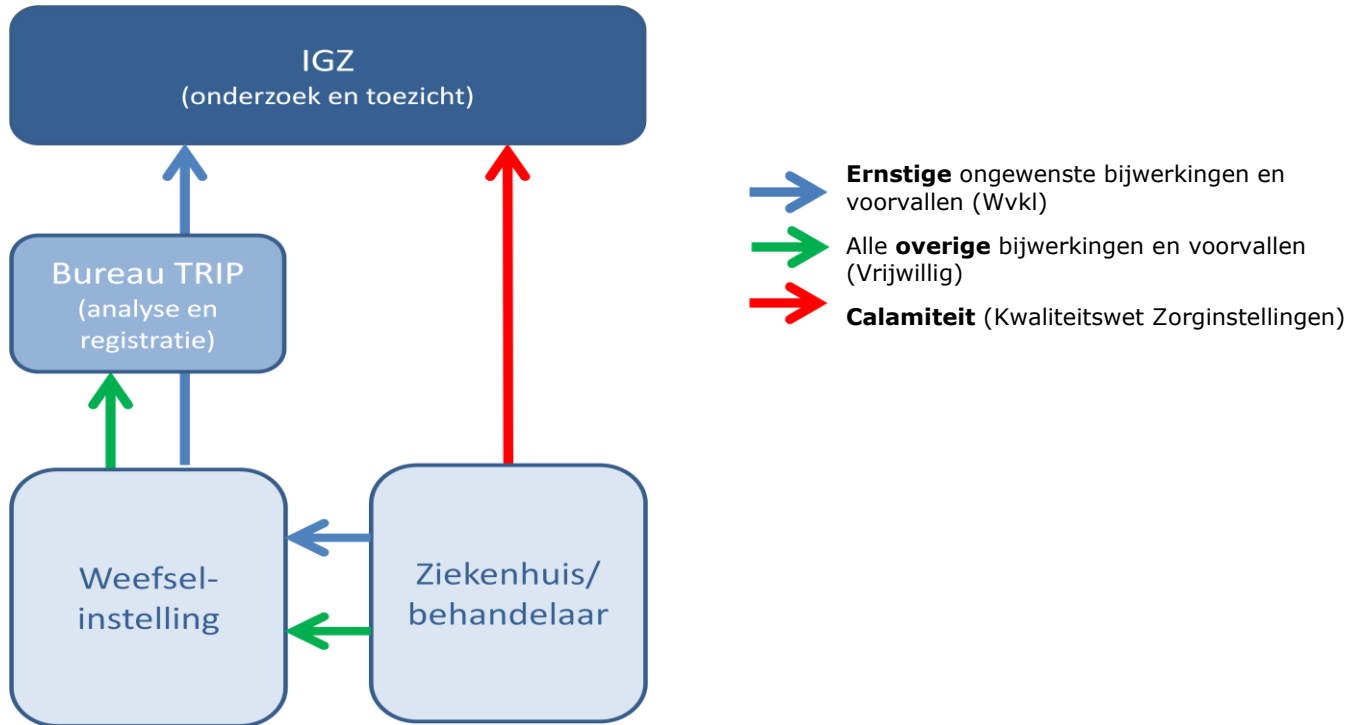 IGZ
(onderzoek en toezicht)
Bureau TRIP
(analyse en
registratie)
Weefsel-
instelling
Ziekenhuis/
behandelaar
Ernstige ongewenste bijwerkingen en
voorvallen (Wvkl)
Alle overige bijwerkingen en voorvallen
(Vrijwillig)
Calamiteit (Kwaliteitswet Zorginstellingen)